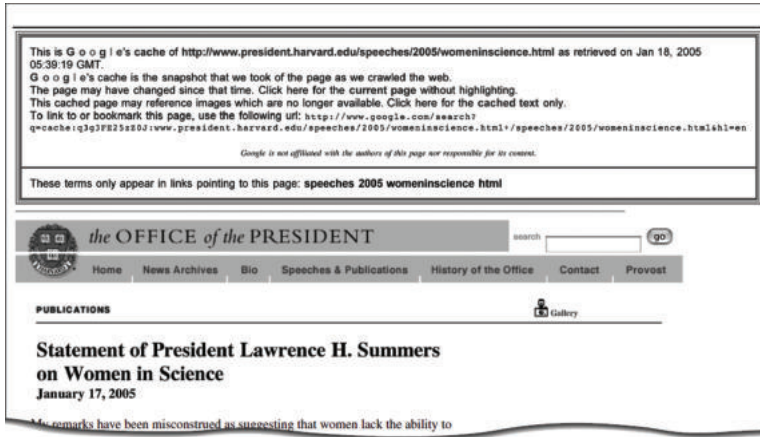 This is G o o g l e's cache of http://www.president.harvard.edu/speeches/2005/womeninscience.html as retrieved on Jan 18, 2005
05:39:19 GMT.
G o o g l e's cache is the snapshot that we took of the page as we crawled the web.
The page may have changed since that time. Click here for the current page without highlighting.
This cached page may reference images which are no longer available. Click here for the cached text only.
To link to or bookmark this page, use the following url: http://www.google.com/search?
www.president.harvard.edu/speeches/2005/womeninscience.html+/speeches/2005/womeninscience.html&hl=en
Google is not affiliated with the authors of this page nor responsible for its content.
These terms only appear in links pointing to this page: speeches 2005 womeninscience html
the OFFICE of the PRESIDENT
search
go
Home News Archives Bio Speeches & Publications History of the Office Contact Provost
PUBLICATIONS
Gallery
Statement of President Lawrence H. Summers
on Women in Science
January 17, 2005
My remarks have been misconstrued as suggesting that women lack the ability to